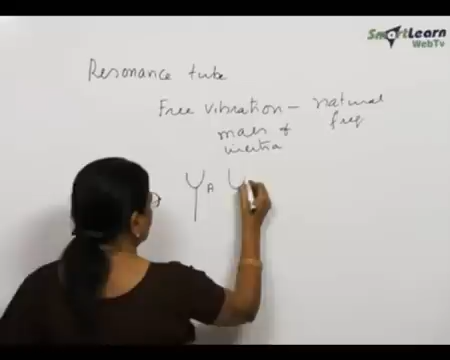 SmartLearn
WebTv
Resonance tube
Free vibration - natural
freq
mass &
inertia
A